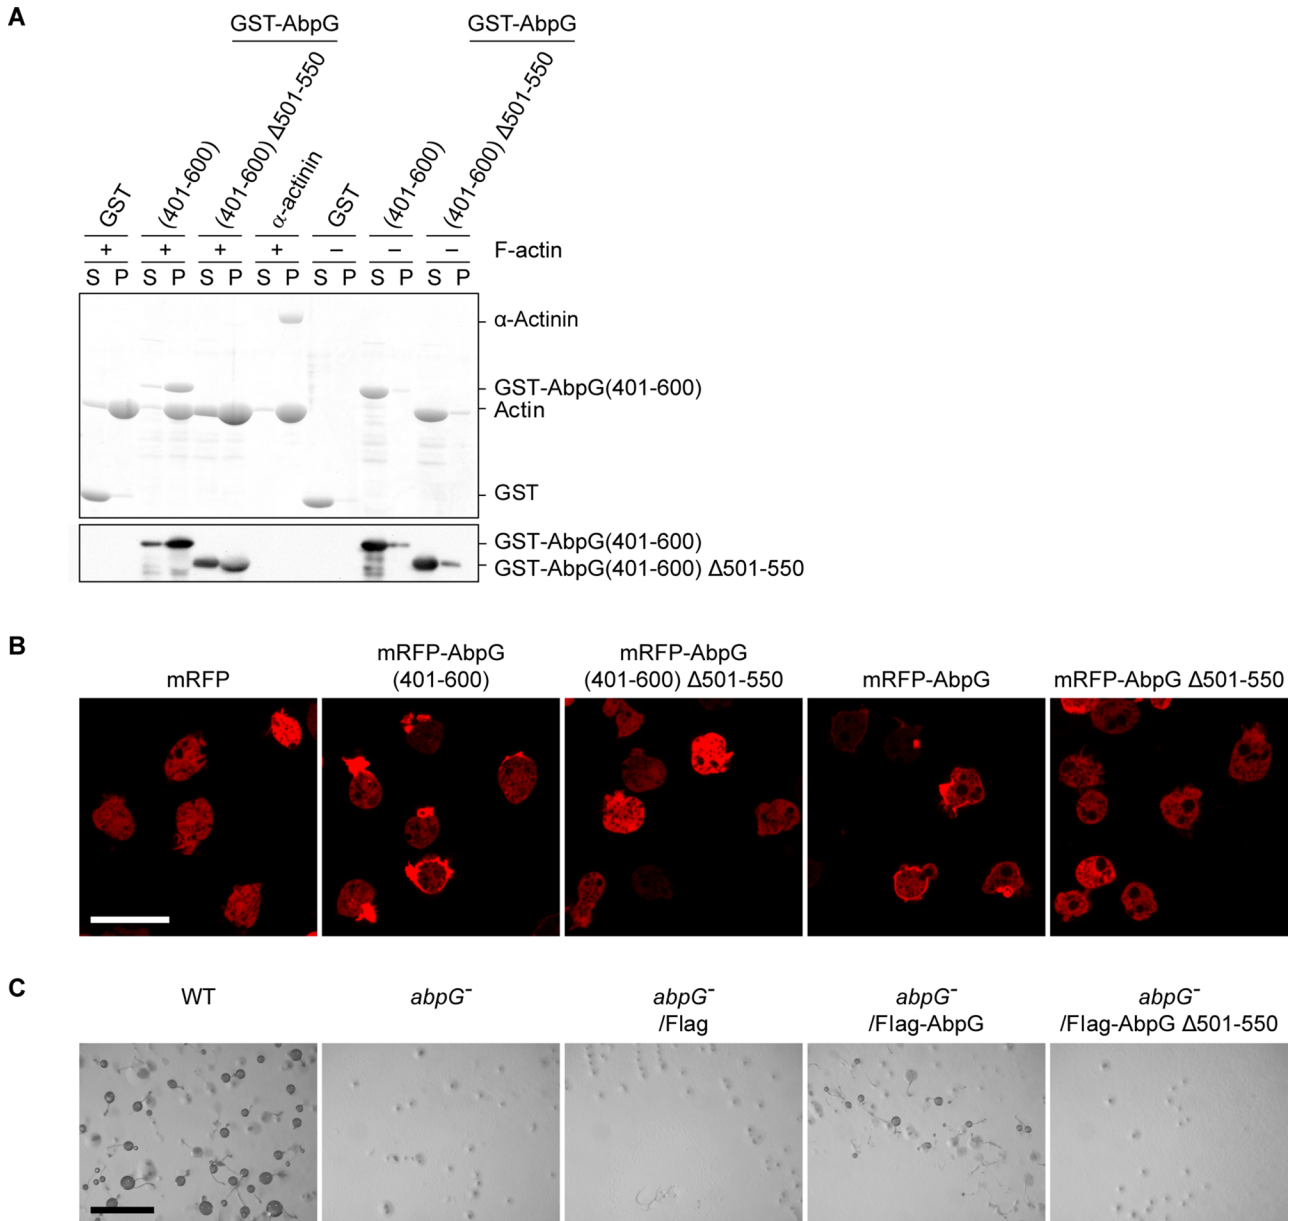 A
GST-AbpG GST-AbpG
GST (401-600) (401-600) Δ501-550 α-actinin GST (401-600) (401-600) Δ501-550
+ + + + – – – F-actin
S P S P S P S P S P S P S P
α-Actinin
GST-AbpG(401-600)
Actin
GST
GST-AbpG(401-600)
GST-AbpG(401-600) Δ501-550
B
mRFP
mRFP-AbpG
(401-600)
mRFP-AbpG
(401-600) Δ501-550
mRFP-AbpG
mRFP-AbpG Δ501-550
C
WT
abpG⁻
abpG⁻
/Flag
abpG⁻
/Flag-AbpG
abpG⁻
/Flag-AbpG Δ501-550